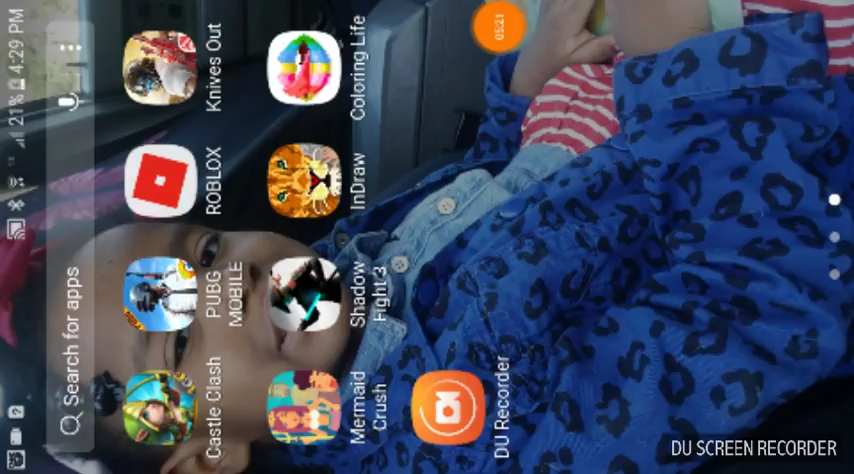 21% 4:29 PM
Search for apps
Castle Clash
PUBG
MOBILE
ROBLOX
Knives Out
Mermaid
Crush
Shadow
Fight 3
InDraw
Coloring Life
DU Recorder
05:21
DU SCREEN RECORDER